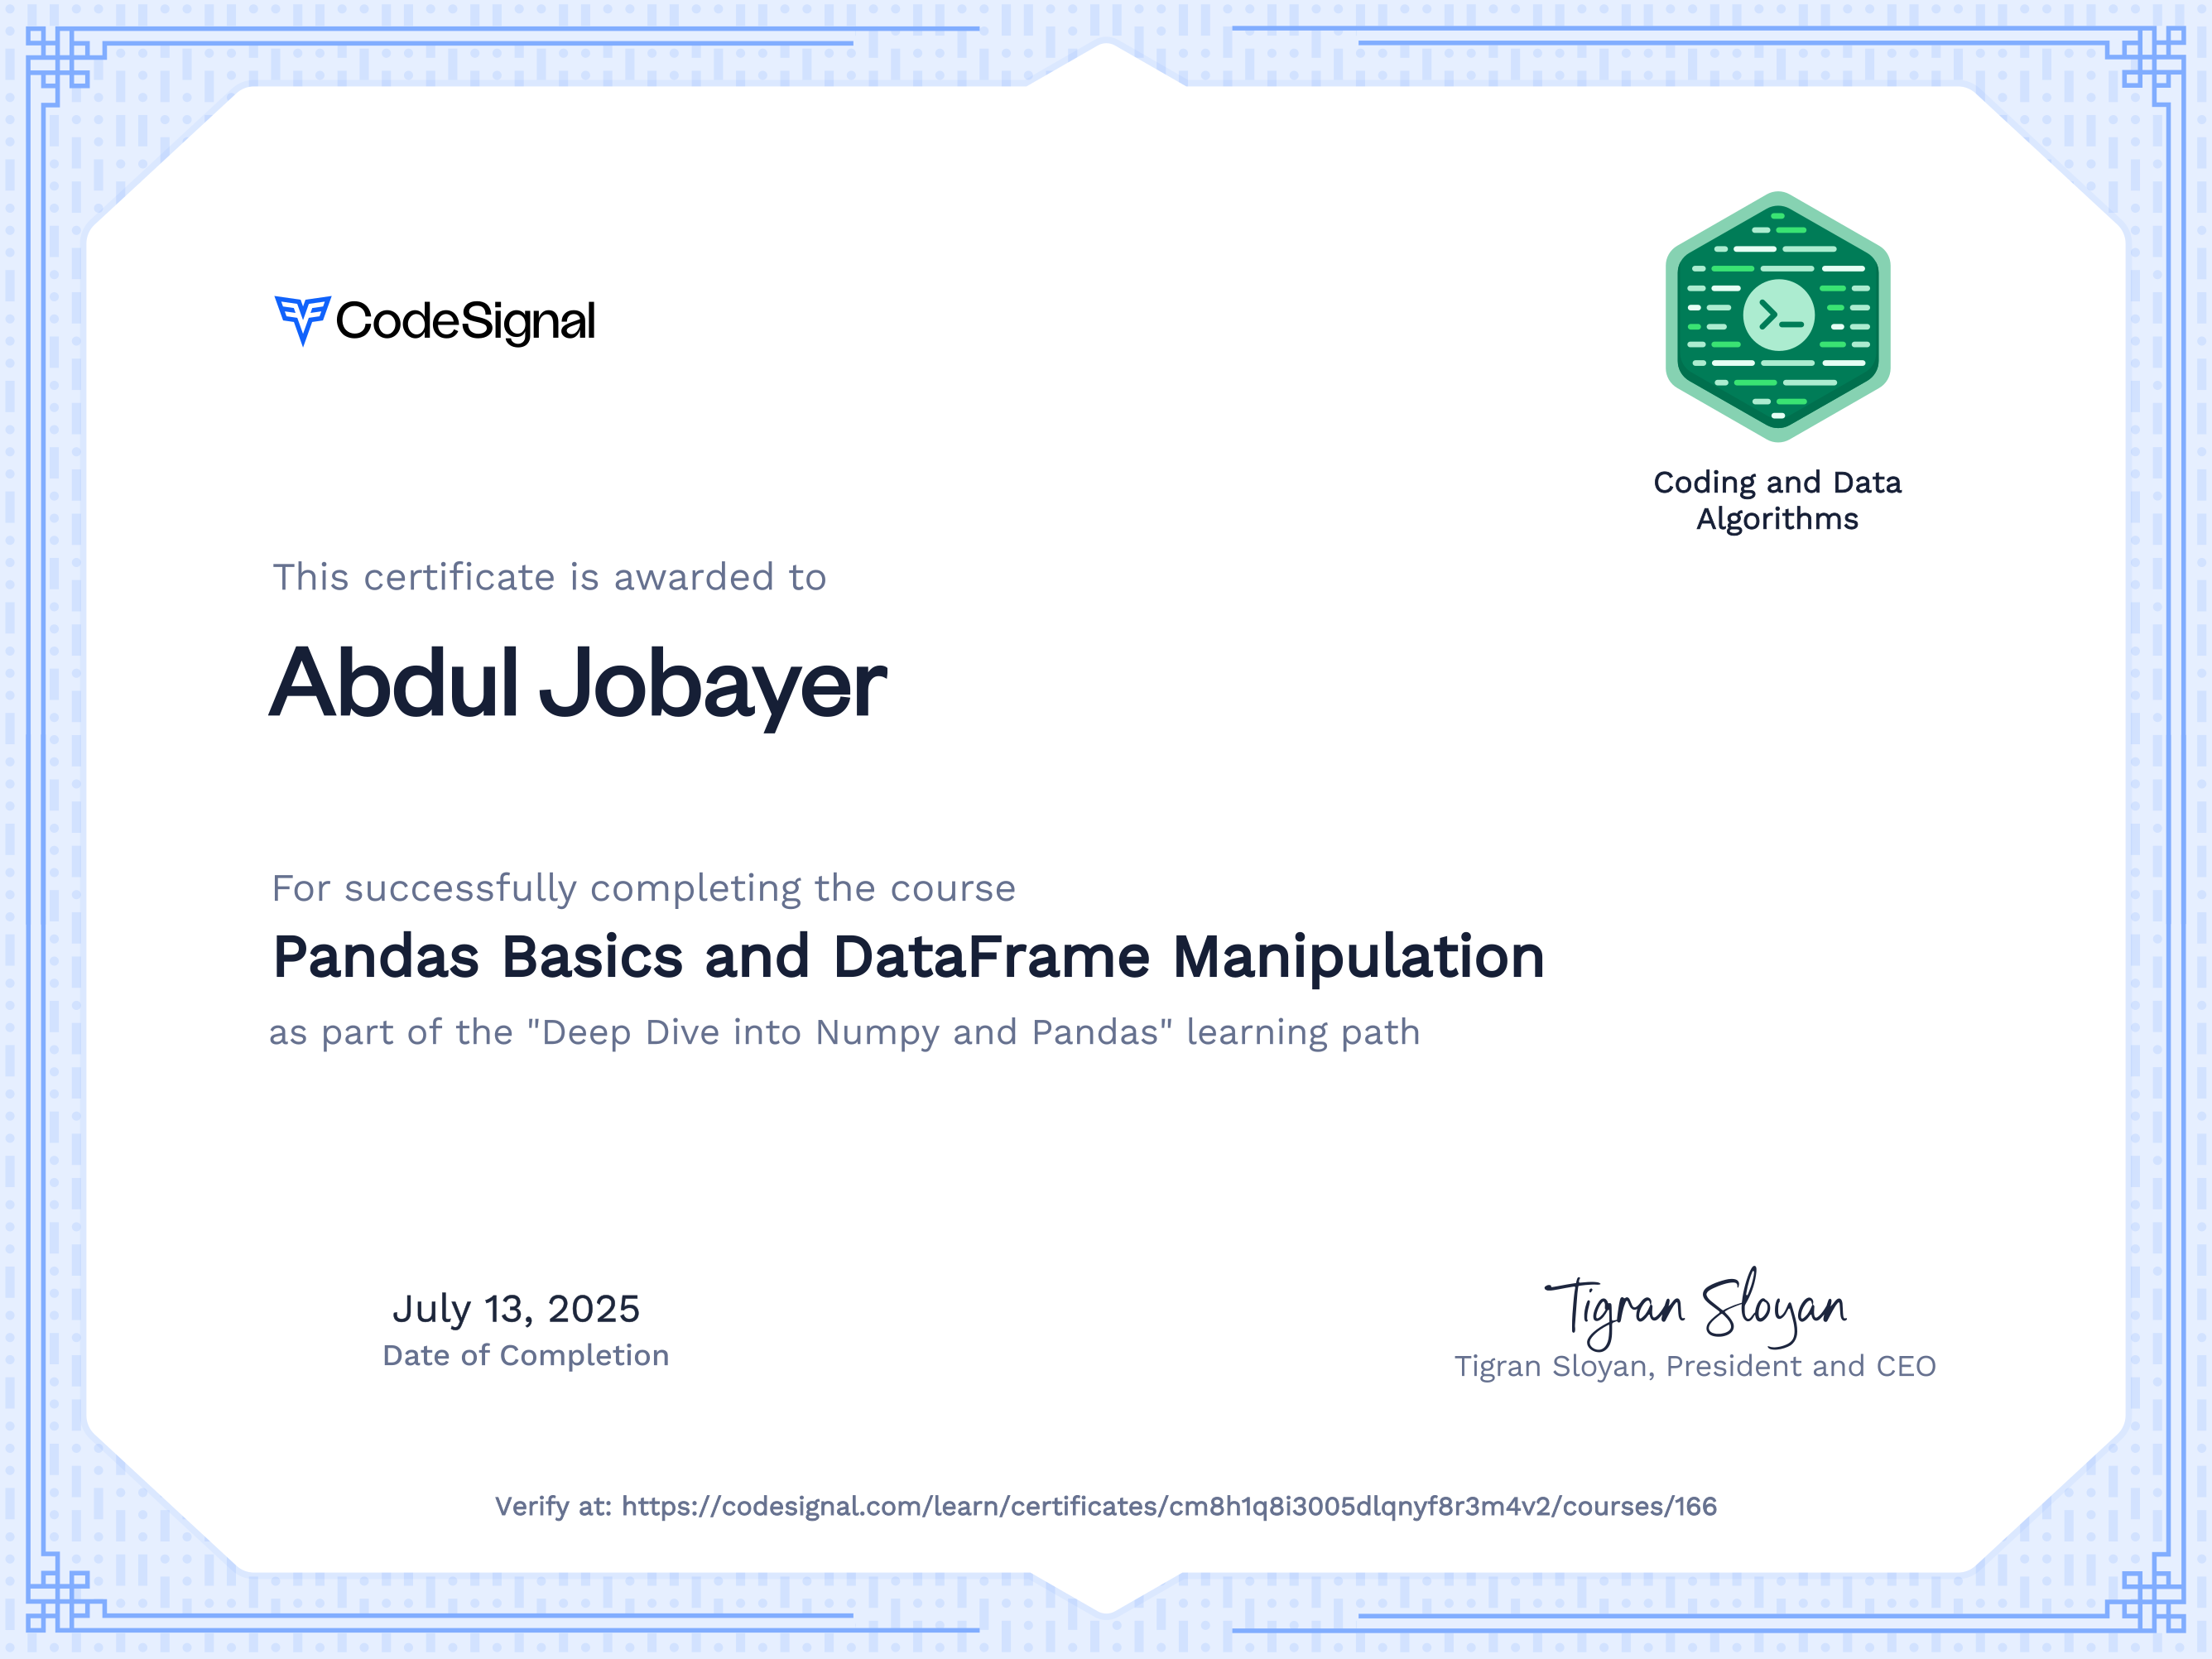 CodeSignal
Coding and Data
Algorithms
This certificate is awarded to
Abdul Jobayer
For successfully completing the course
Pandas Basics and DataFrame Manipulation
as part of the "Deep Dive into Numpy and Pandas" learning path
July 13, 2025
Date of Completion
Tigran Sloyan
Tigran Sloyan, President and CEO
Verify at: https://codesignal.com/learn/certificates/cm8h1q8i3005dlqnyf8r3m4v2/courses/166